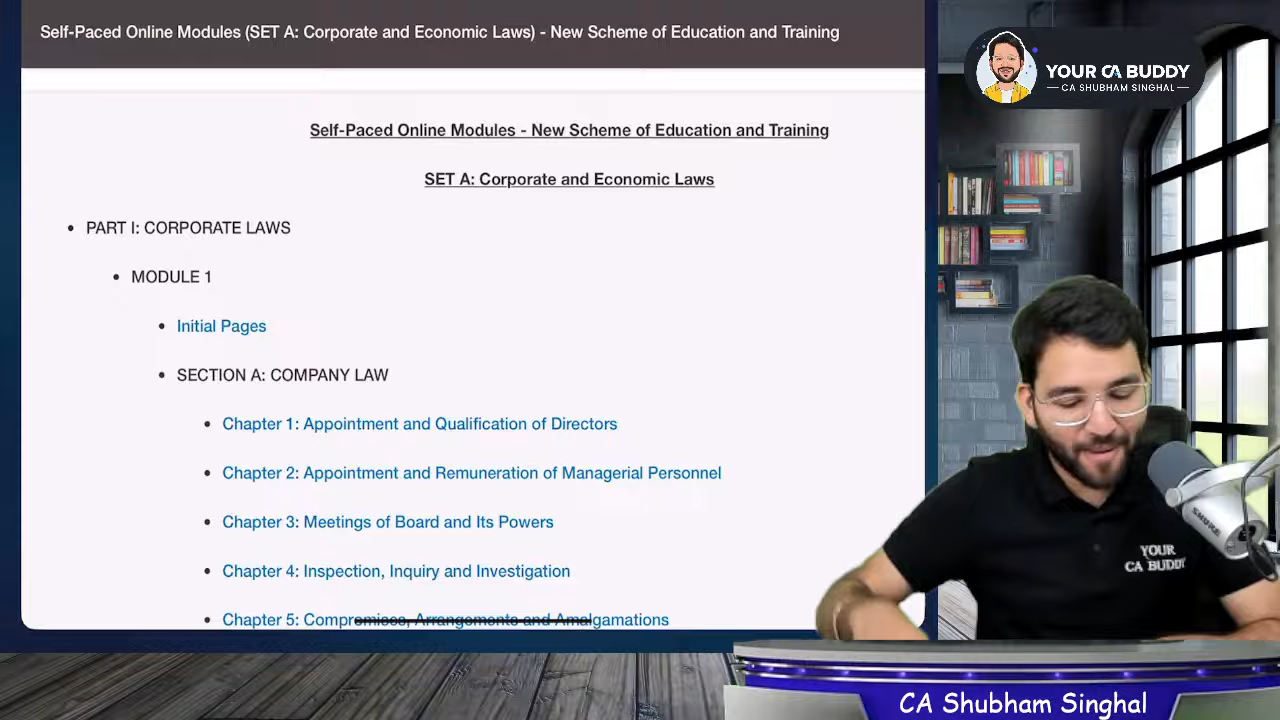 Self-Paced Online Modules (SET A: Corporate and Economic Laws) - New Scheme of Education and Training
YOUR CA BUDDY
CA SHUBHAM SINGHAL
Self-Paced Online Modules - New Scheme of Education and Training
SET A: Corporate and Economic Laws
PART I: CORPORATE LAWS
MODULE 1
Initial Pages
SECTION A: COMPANY LAW
Chapter 1: Appointment and Qualification of Directors
Chapter 2: Appointment and Remuneration of Managerial Personnel
Chapter 3: Meetings of Board and Its Powers
Chapter 4: Inspection, Inquiry and Investigation
Chapter 5: Compromises, Arrangements and Amalgamations
SHURE
YOUR
CA BUDDY
CA Shubham Singhal